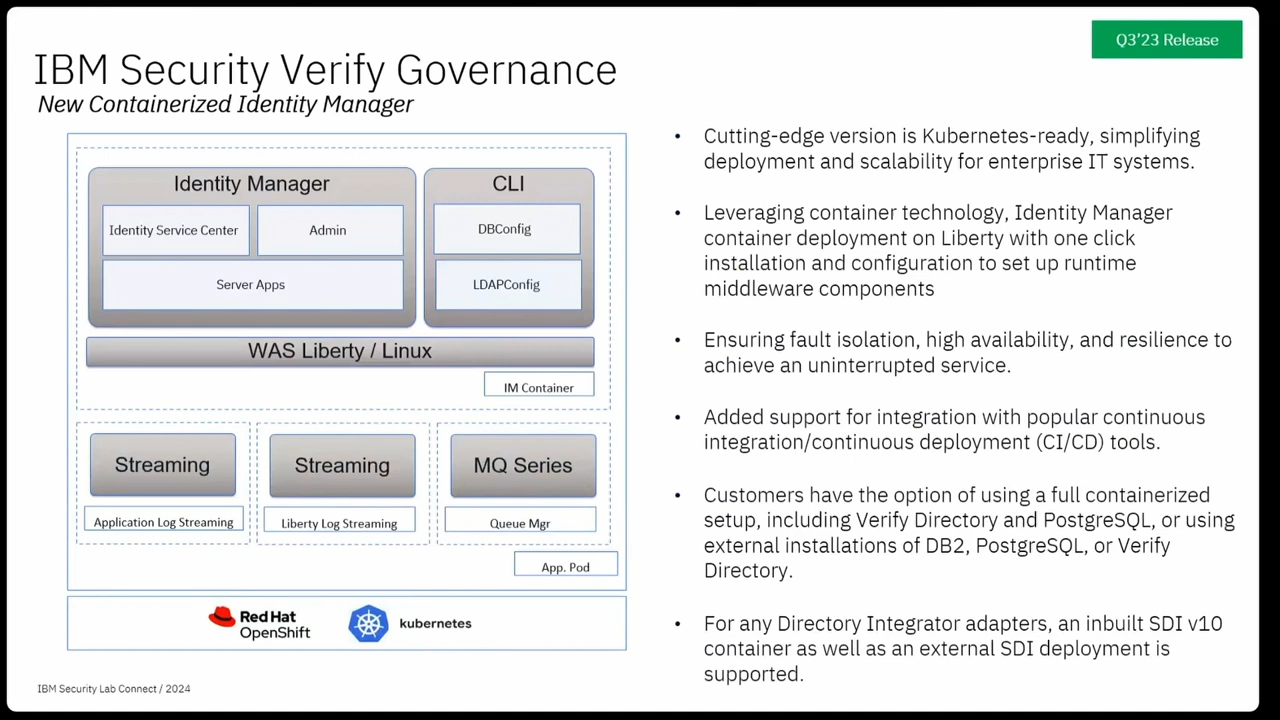 Q3'23 Release
IBM Security Verify Governance
New Containerized Identity Manager
Identity Manager
CLI
Identity Service Center
Admin
DBConfig
Server Apps
LDAPConfig
WAS Liberty / Linux
IM Container
Streaming
Streaming
MQ Series
Application Log Streaming
Liberty Log Streaming
Queue Mgr
App. Pod
Red Hat
OpenShift
kubernetes
• Cutting-edge version is Kubernetes-ready, simplifying
deployment and scalability for enterprise IT systems.
• Leveraging container technology, Identity Manager
container deployment on Liberty with one click
installation and configuration to set up runtime
middleware components
• Ensuring fault isolation, high availability, and resilience to
achieve an uninterrupted service.
• Added support for integration with popular continuous
integration/continuous deployment (CI/CD) tools.
• Customers have the option of using a full containerized
setup, including Verify Directory and PostgreSQL, or using
external installations of DB2, PostgreSQL, or Verify
Directory.
• For any Directory Integrator adapters, an inbuilt SDI v10
container as well as an external SDI deployment is
supported.
IBM Security Lab Connect / 2024